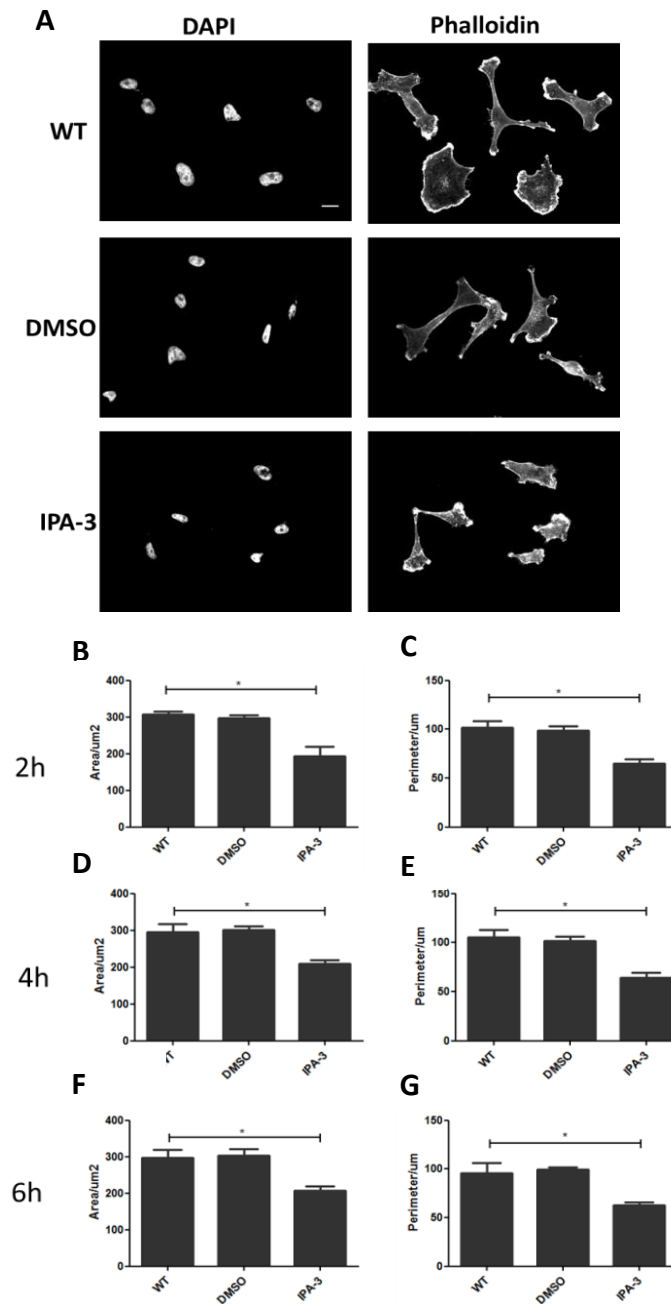 A
DAPI
Phalloidin
WT
DMSO
IPA-3
B
C
2h
Area/um2
400
300
200
100
0
*
WT
DMSO
IPA-3
Perimeter/um
150
100
50
0
*
WT
DMSO
IPA-3
D
E
4h
Area/um2
400
300
200
100
0
*
DMSO
IPA-3
Perimeter/um
150
100
50
0
*
WT
DMSO
IPA-3
F
G
6h
Area/um2
400
300
200
100
0
*
WT
DMSO
IPA-3
Perimeter/um
150
100
50
0
*
WT
DMSO
IPA-3